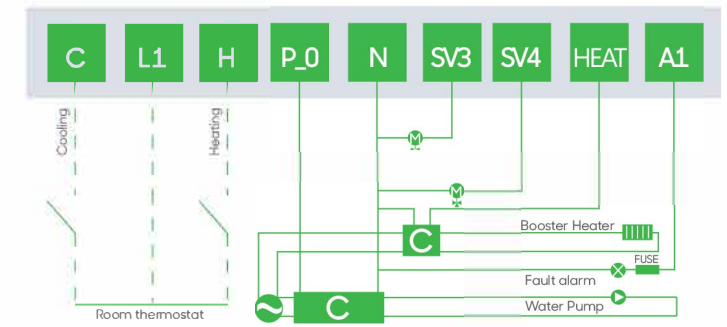 C L1 H P_0 N SV3 SV4 HEAT A1
Cooling
Heating
M
M
Booster Heater
C
FUSE
Fault alarm
C
Water Pump
Room thermostat